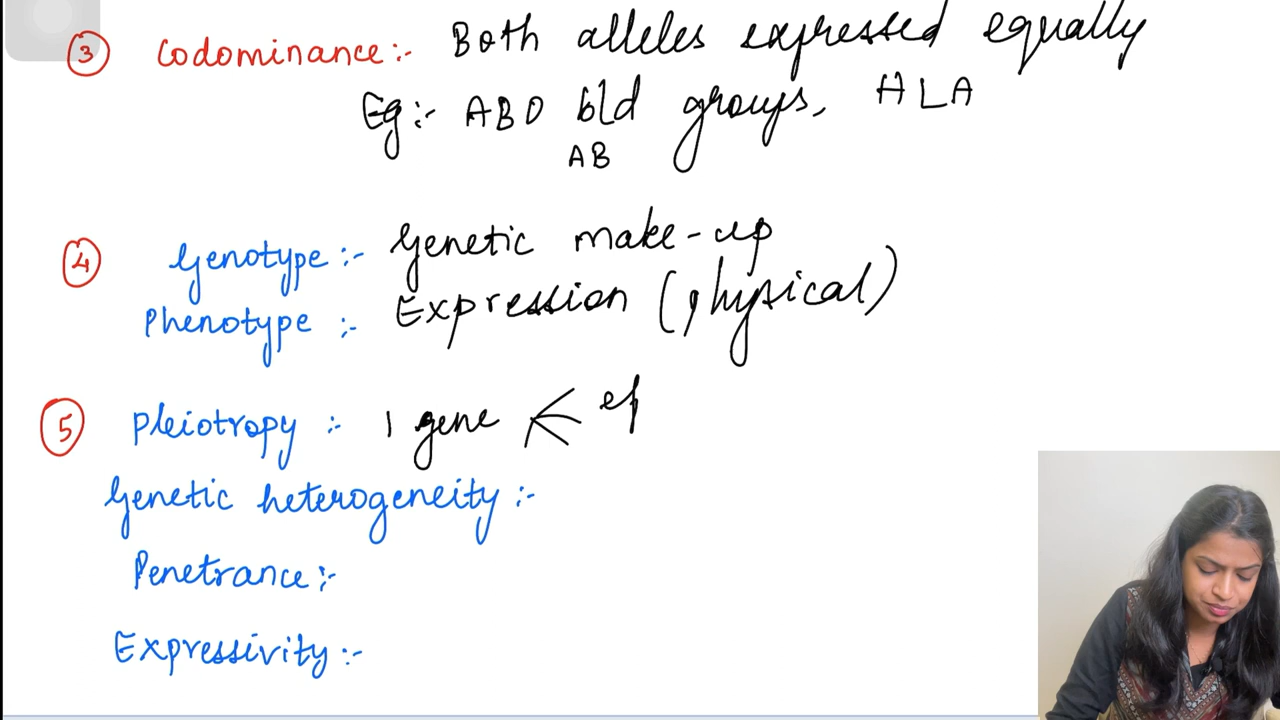 ③ Codominance:- Both alleles expressed equally
Eg:- ABO bld groups, HLA
AB
④ Genotype:- Genetic make-up
Phenotype:- Expression (physical)
⑤ Pleiotropy:- 1 gene ef
Genetic heterogeneity:-
Penetrance:-
Expressivity:-